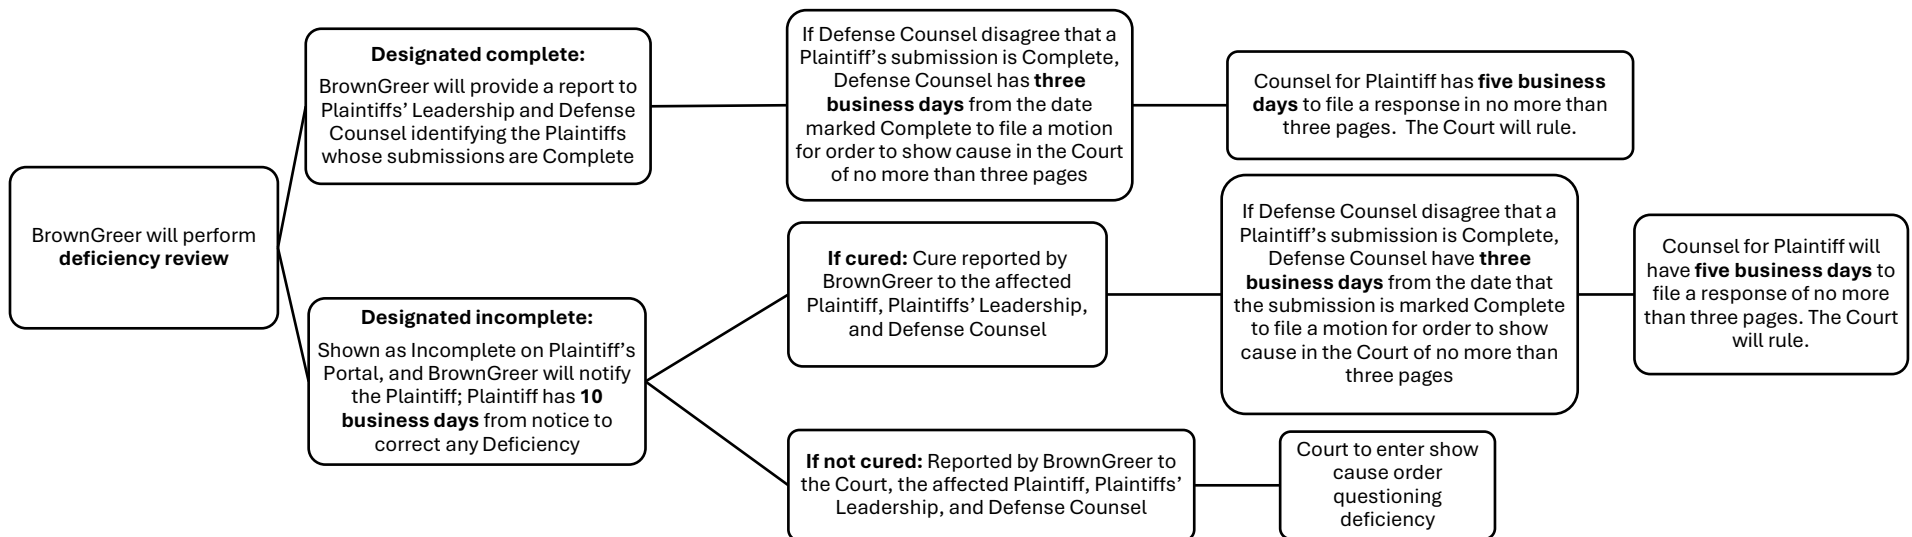 BrownGreer will perform
deficiency review
Designated complete:
BrownGreer will provide a report to
Plaintiffs’ Leadership and Defense
Counsel identifying the Plaintiffs
whose submissions are Complete
If Defense Counsel disagree that a
Plaintiff’s submission is Complete,
Defense Counsel has three
business days from the date
marked Complete to file a motion
for order to show cause in the Court
of no more than three pages
Counsel for Plaintiff has five business
days to file a response in no more than
three pages.  The Court will rule.
Designated incomplete:
Shown as Incomplete on Plaintiff’s
Portal, and BrownGreer will notify
the Plaintiff; Plaintiff has 10
business days from notice to
correct any Deficiency
If cured: Cure reported by
BrownGreer to the affected
Plaintiff, Plaintiffs’ Leadership,
and Defense Counsel
If Defense Counsel disagree that a
Plaintiff’s submission is Complete,
Defense Counsel have three
business days from the date that
the submission is marked Complete
to file a motion for order to show
cause in the Court of no more than
three pages
Counsel for Plaintiff will
have five business days to
file a response of no more
than three pages. The Court
will rule.
If not cured: Reported by BrownGreer to
the Court, the affected Plaintiff, Plaintiffs’
Leadership, and Defense Counsel
Court to enter show
cause order
questioning
deficiency